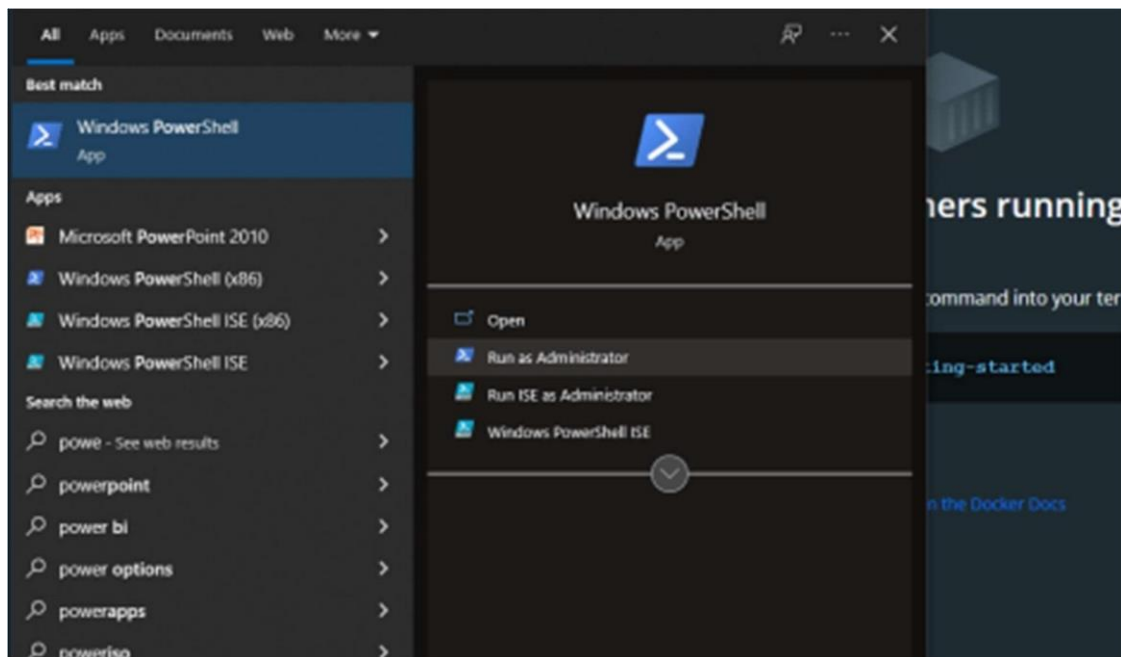 All Apps Documents Web More
Best match
Windows PowerShell
App
Apps
Microsoft PowerPoint 2010
Windows PowerShell (x86)
Windows PowerShell ISE (x86)
Windows PowerShell ISE
Search the web
powe - See web results
powerpoint
power bi
power options
powerapps
poweriso
Windows PowerShell
App
Open
Run as Administrator
Run ISE as Administrator
Windows PowerShell ISE
ners running
command into your ter
ing-started
n the Docker Docs